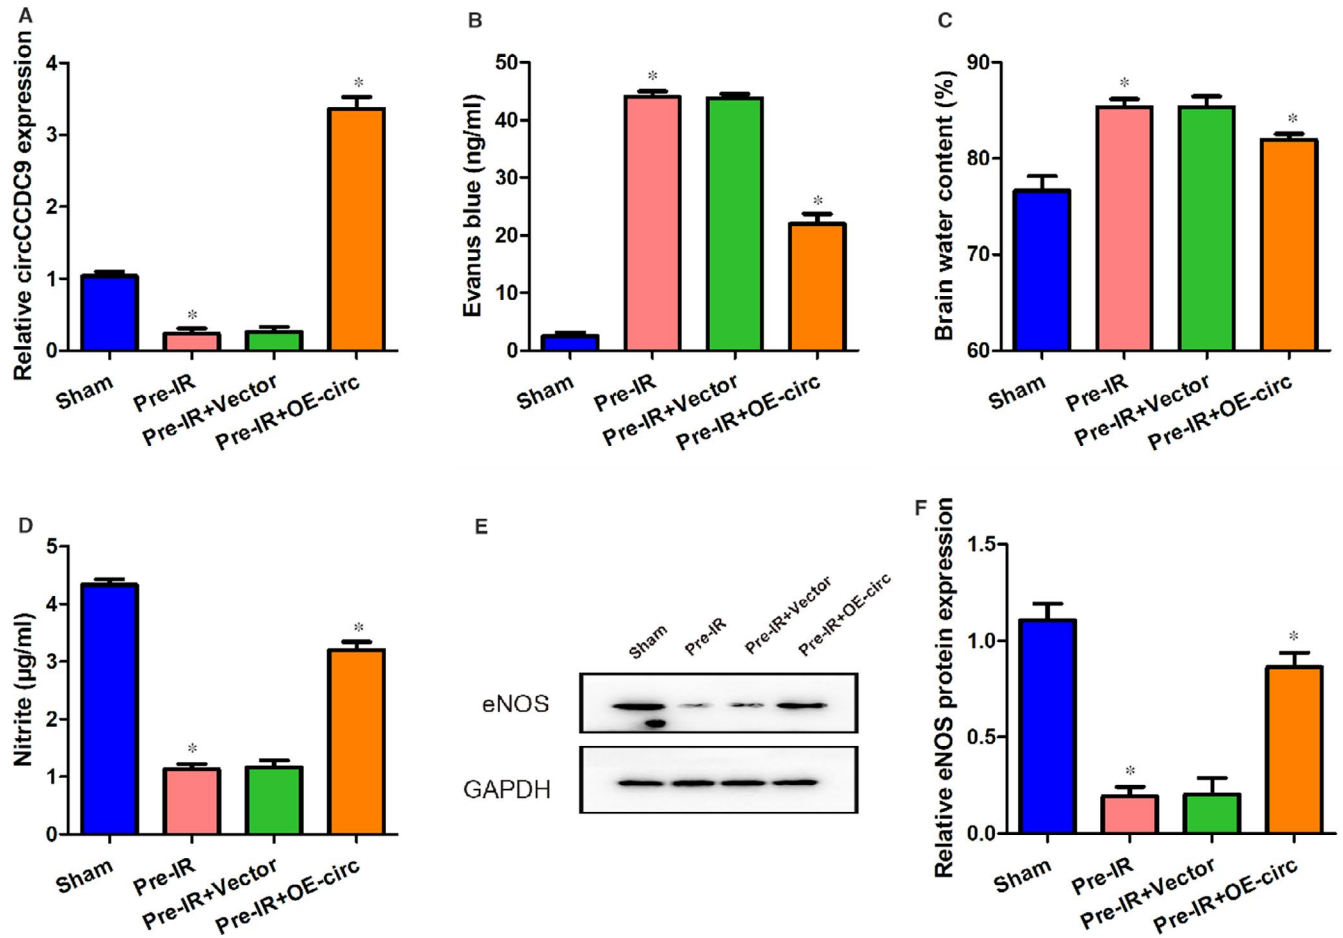 A
Relative circCCDC9 expression
4
3
2
1
0
*
*
Sham
Pre-IR
Pre-IR+Vector
Pre-IR+OE-circ
B
Evanus blue (ng/ml)
50
40
30
20
10
0
*
*
Sham
Pre-IR
Pre-IR+Vector
Pre-IR+OE-circ
C
Brain water content (%)
90
80
70
60
*
*
Sham
Pre-IR
Pre-IR+Vector
Pre-IR+OE-circ
D
Nitrite (μg/ml)
5
4
3
2
1
0
*
*
Sham
Pre-IR
Pre-IR+Vector
Pre-IR+OE-circ
E
Sham
Pre-IR
Pre-IR+Vector
Pre-IR+OE-circ
eNOS
GAPDH
F
Relative eNOS protein expression
1.5
1.0
0.5
0.0
*
*
Sham
Pre-IR
Pre-IR+Vector
Pre-IR+OE-circ